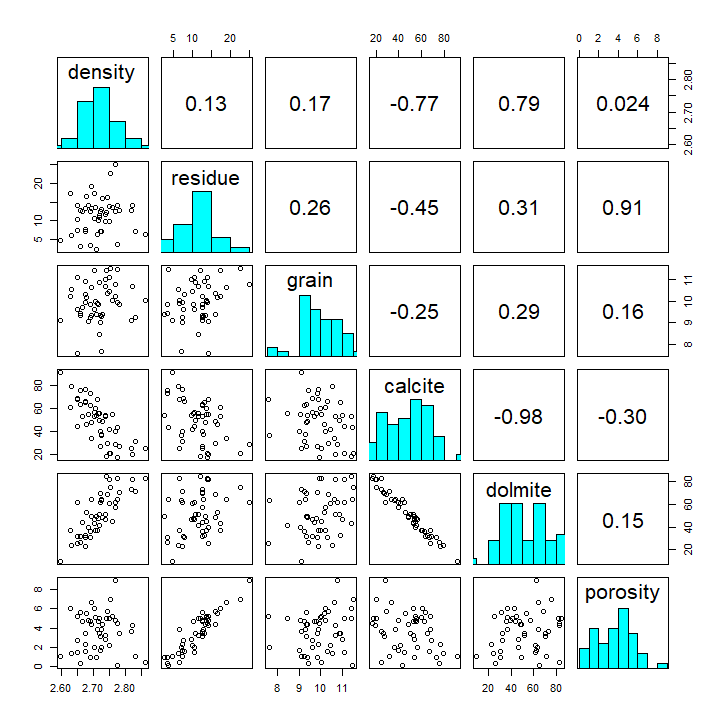 5 10 20
20 40 60 80
0 2 4 6 8
density
0.13
0.17
-0.77
0.79
0.024
2.60 2.70 2.80
5 10 20
residue
0.26
-0.45
0.31
0.91
grain
-0.25
0.29
0.16
8 9 10 11
20 40 60 80
calcite
-0.98
-0.30
dolmite
0.15
20 40 60 80
0 2 4 6 8
porosity
2.60 2.70 2.80
8 9 10 11
20 40 60 80